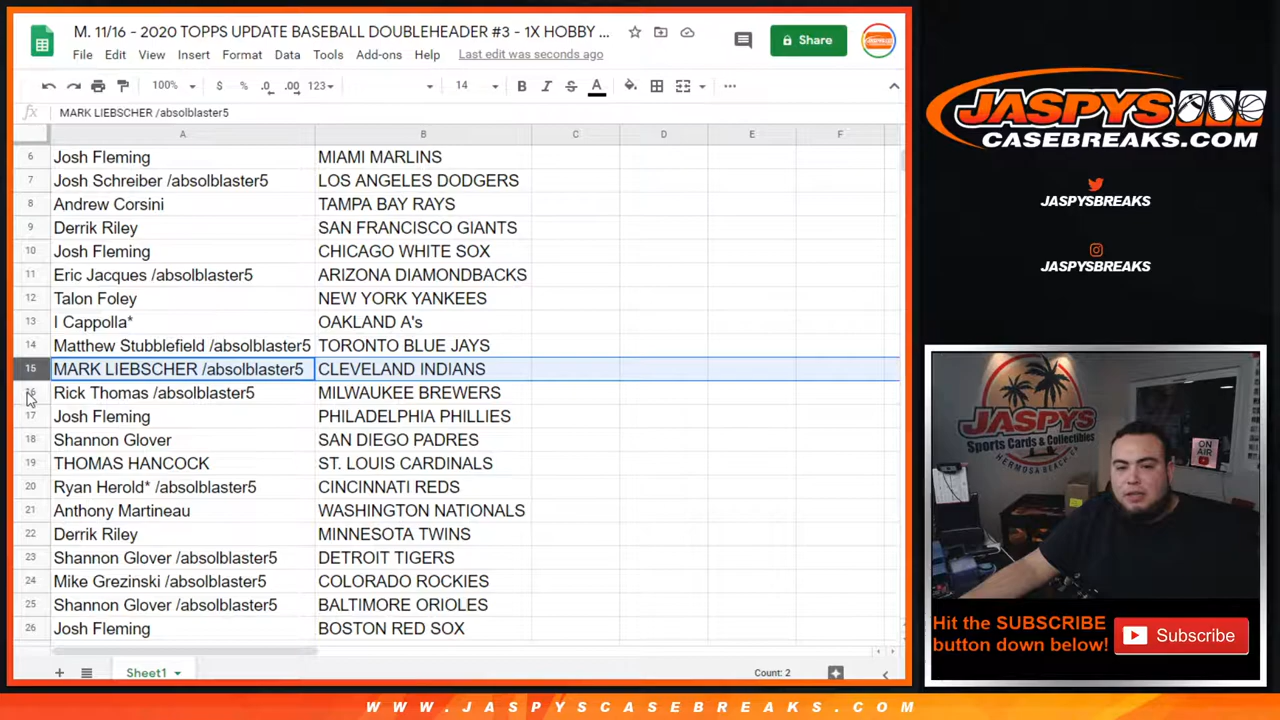 M. 11/16 - 2020 TOPPS UPDATE BASEBALL DOUBLEHEADER #3 - 1X HOBBY ...
File Edit View Insert Format Data Tools Add-ons Help Last edit was seconds ago
Share
100% $ % .0 .00 123 14 B I S A
fx MARK LIEBSCHER /absolblaster5
A B C D E F
6 Josh Fleming MIAMI MARLINS
7 Josh Schreiber /absolblaster5 LOS ANGELES DODGERS
8 Andrew Corsini TAMPA BAY RAYS
9 Derrik Riley SAN FRANCISCO GIANTS
10 Josh Fleming CHICAGO WHITE SOX
11 Eric Jacques /absolblaster5 ARIZONA DIAMONDBACKS
12 Talon Foley NEW YORK YANKEES
13 I Cappolla* OAKLAND A's
14 Matthew Stubblefield /absolblaster5 TORONTO BLUE JAYS
15 MARK LIEBSCHER /absolblaster5 CLEVELAND INDIANS
16 Rick Thomas /absolblaster5 MILWAUKEE BREWERS
17 Josh Fleming PHILADELPHIA PHILLIES
18 Shannon Glover SAN DIEGO PADRES
19 THOMAS HANCOCK ST. LOUIS CARDINALS
20 Ryan Herold* /absolblaster5 CINCINNATI REDS
21 Anthony Martineau WASHINGTON NATIONALS
22 Derrik Riley MINNESOTA TWINS
23 Shannon Glover /absolblaster5 DETROIT TIGERS
24 Mike Grezinski /absolblaster5 COLORADO ROCKIES
25 Shannon Glover /absolblaster5 BALTIMORE ORIOLES
26 Josh Fleming BOSTON RED SOX
Sheet1 Count: 2
JASPYS
CASEBREAKS.COM
JASPYSBREAKS
JASPYSBREAKS
JASPYS
Sports Cards & Collectibles
HERMOSA BEACH, CA
ON AIR
Hit the SUBSCRIBE
button down below!
Subscribe
WWW.JASPYSCASEBREAKS.COM